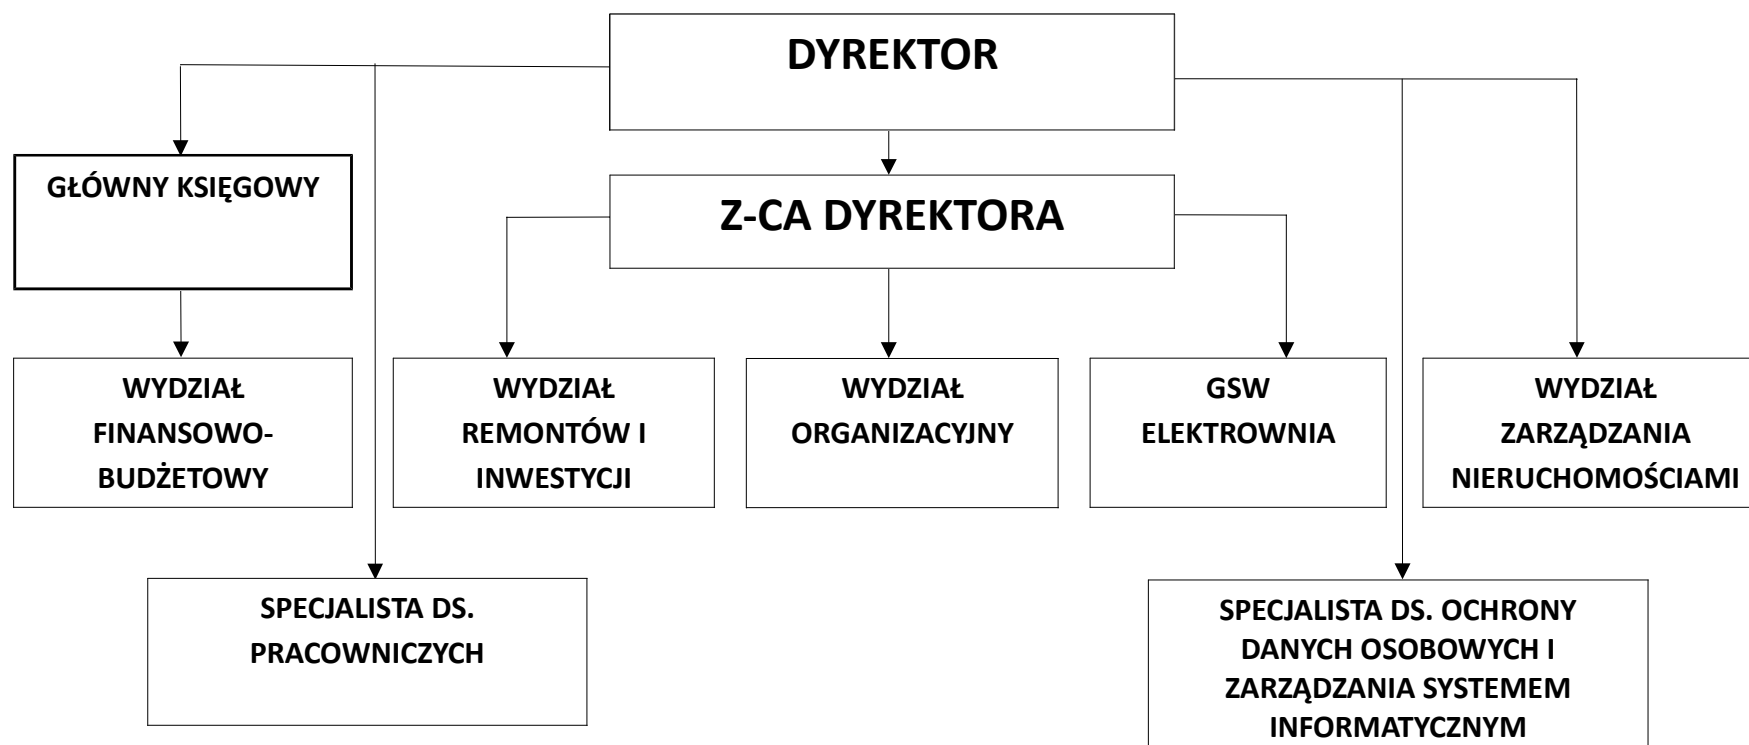 DYREKTOR
GŁÓWNY KSIĘGOWY
Z-CA DYREKTORA
WYDZIAŁ
FINANSOWO-
BUDŻETOWY
WYDZIAŁ
REMONTÓW I
INWESTYCJI
WYDZIAŁ
ORGANIZACYJNY
GSW
ELEKTROWNIA
WYDZIAŁ
ZARZĄDZANIA
NIERUCHOMOŚCIAMI
SPECJALISTA DS.
PRACOWNICZYCH
SPECJALISTA DS. OCHRONY
DANYCH OSOBOWYCH I
ZARZĄDZANIA SYSTEMEM
INFORMATYCZNYM